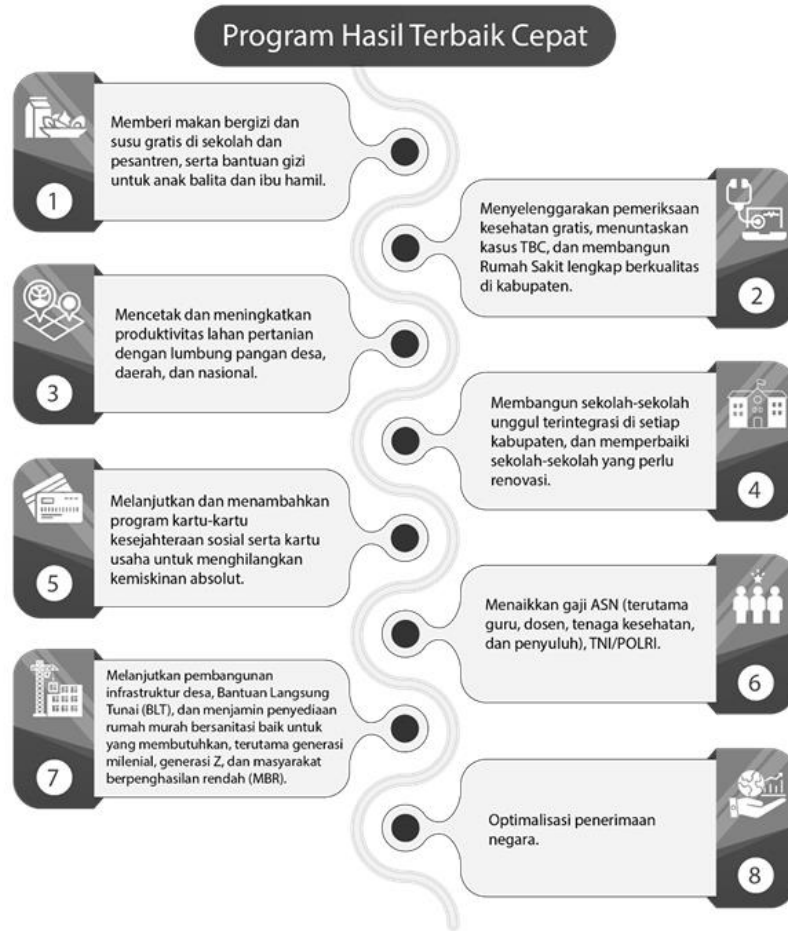 Program Hasil Terbaik Cepat
1
Memberi makan bergizi dan
susu gratis di sekolah dan
pesantren, serta bantuan gizi
untuk anak balita dan ibu hamil.
2
Menyelenggarakan pemeriksaan
kesehatan gratis, menuntaskan
kasus TBC, dan membangun
Rumah Sakit lengkap berkualitas
di kabupaten.
3
Mencetak dan meningkatkan
produktivitas lahan pertanian
dengan lumbung pangan desa,
daerah, dan nasional.
4
Membangun sekolah-sekolah
unggul terintegrasi di setiap
kabupaten, dan memperbaiki
sekolah-sekolah yang perlu
renovasi.
5
Melanjutkan dan menambahkan
program kartu-kartu
kesejahteraan sosial serta kartu
usaha untuk menghilangkan
kemiskinan absolut.
6
Menaikkan gaji ASN (terutama
guru, dosen, tenaga kesehatan,
dan penyuluh), TNI/POLRI.
7
Melanjutkan pembangunan
infrastruktur desa, Bantuan Langsung
Tunai (BLT), dan menjamin penyediaan
rumah murah bersanitasi baik untuk
yang membutuhkan, terutama generasi
milenial, generasi Z, dan masyarakat
berpenghasilan rendah (MBR).
8
Optimalisasi penerimaan
negara.